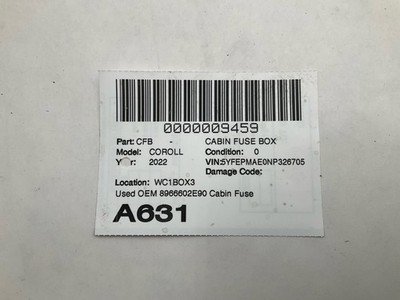 0000009459
Part: CFB - CABIN FUSE BOX
Model: COROLL Condition: 0
Year: 2022 VIN:5YFEPMAE0NP326705
Damage Code:
Location: WC1BOX3
Used OEM 8966602E90 Cabin Fuse
A631